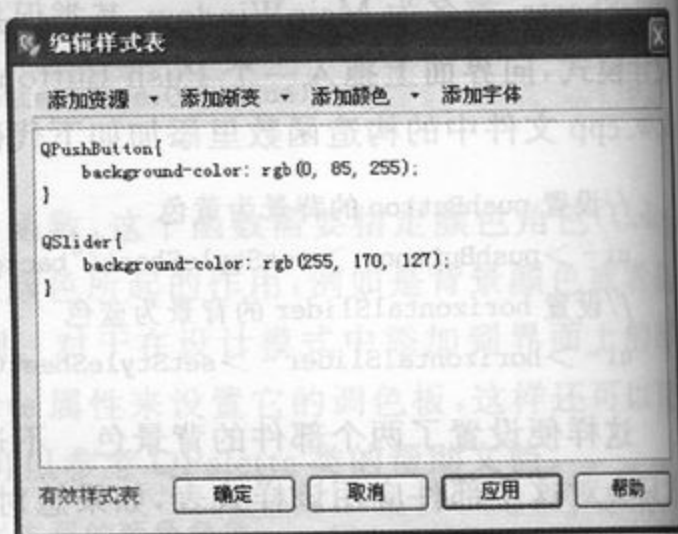 编辑样式表
添加资源 添加渐变 添加颜色 添加字体
QPushButton{
background-color: rgb(0, 85, 255);
}
QSlider{
background-color: rgb(255, 170, 127);
}
有效样式表 确定 取消 应用 帮助